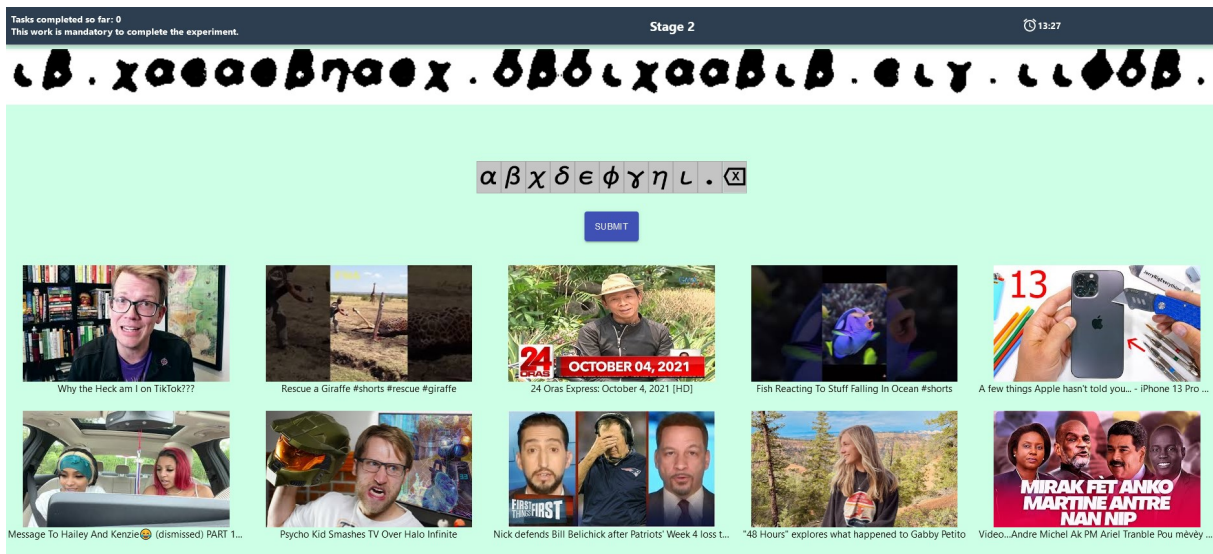 Tasks completed so far: 0
This work is mandatory to complete the experiment.
Stage 2
13:27
ιβ.χαεαεβηαεχ.δβδιχααβιβ.ειγ.ιιφδβ.
α β χ δ ϵ ϕ γ η ι .
SUBMIT
13
24 ORAS
OCTOBER 04, 2021
Why the Heck am I on TikTok???
Rescue a Giraffe #shorts #rescue #giraffe
24 Oras Express: October 4, 2021 [HD]
Fish Reacting To Stuff Falling In Ocean #shorts
A few things Apple hasn't told you... - iPhone 13 Pro ...
FIRST THINGS FIRST
MIRAK FÈT ANKO
MARTINE ANTRE
NAN NIP
Message To Hailey And Kenzie😂 (dismissed) PART 1...
Psycho Kid Smashes TV Over Halo Infinite
Nick defends Bill Belichick after Patriots' Week 4 loss t...
"48 Hours" explores what happened to Gabby Petito
Video...Andre Michel Ak PM Ariel Tranble Pou mèvèy ...